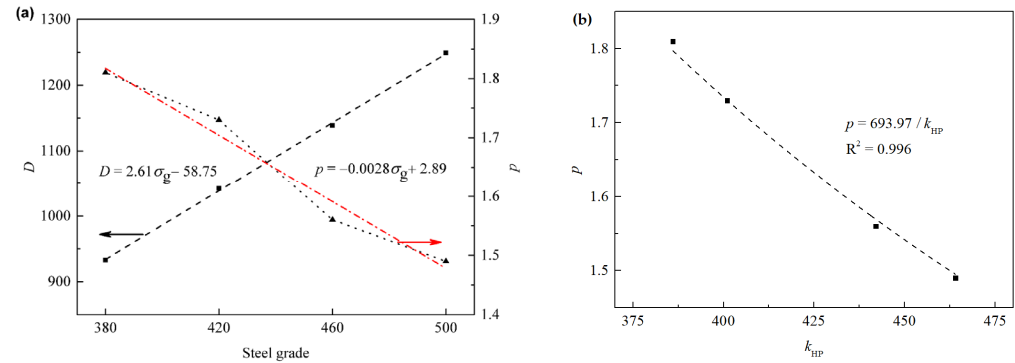 (a)
1300
1200
1100
1000
900
D
1.9
1.8
1.7
1.6
1.5
1.4
p
D = 2.61σg − 58.75
p = −0.0028σg + 2.89
380
420
460
500
Steel grade
(b)
1.8
1.7
1.6
1.5
p
p = 693.97 / kHP
R² = 0.996
375
400
425
450
475
kHP